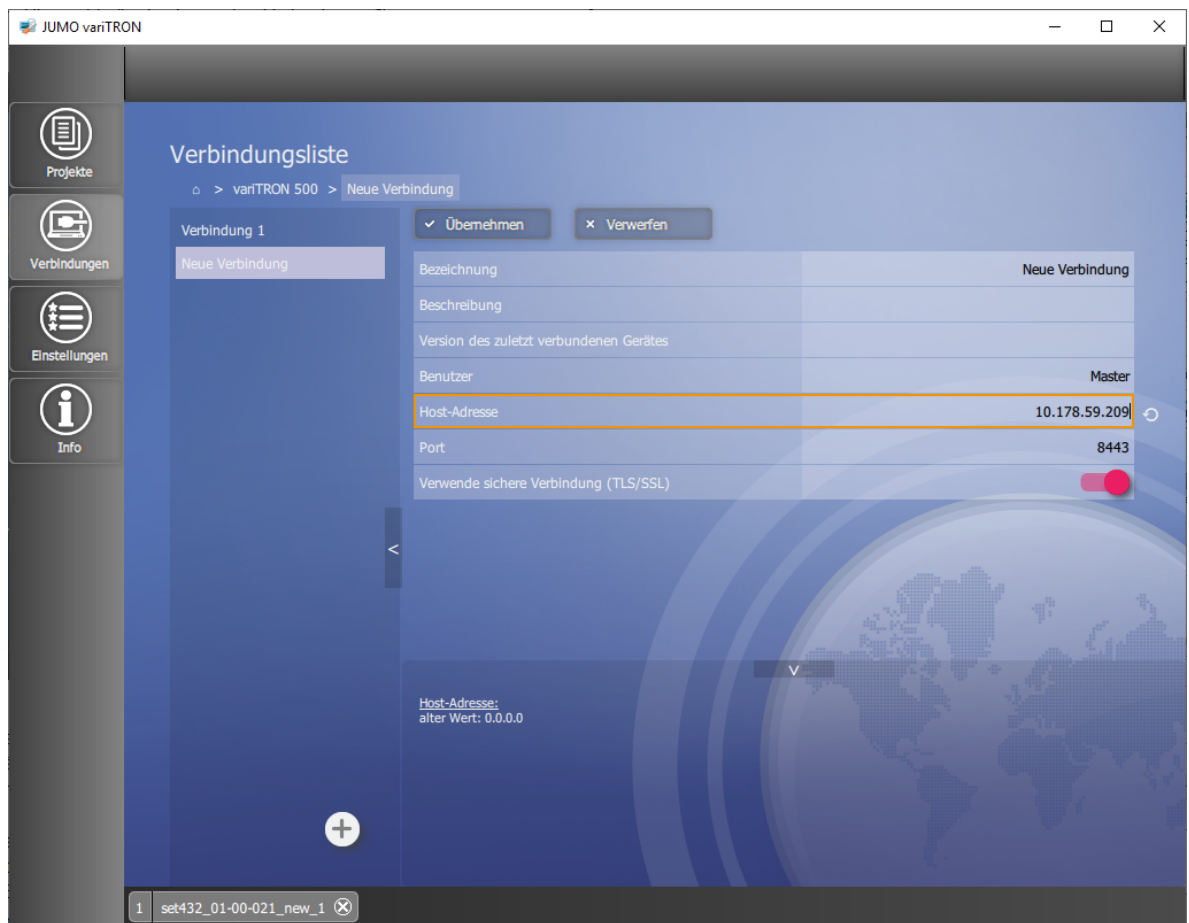 JUMO variTRON
Projekte
Verbindungen
Einstellungen
Info
Verbindungsliste
> variTRON 500 > Neue Verbindung
Verbindung 1
Neue Verbindung
Übernehmen
Verwerfen
Bezeichnung Neue Verbindung
Beschreibung
Version des zuletzt verbundenen Gerätes
Benutzer Master
Host-Adresse 10.178.59.209
Port 8443
Verwende sichere Verbindung (TLS/SSL)
<
V
Host-Adresse:
alter Wert: 0.0.0.0
1 set432_01-00-021_new_1